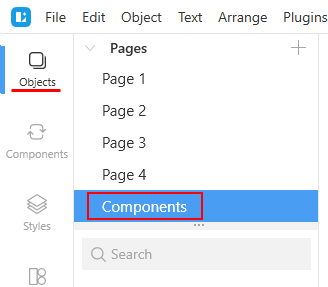 File Edit Object Text Arrange Plugins
Objects
Components
Styles
Pages
Page 1
Page 2
Page 3
Page 4
Components
Search